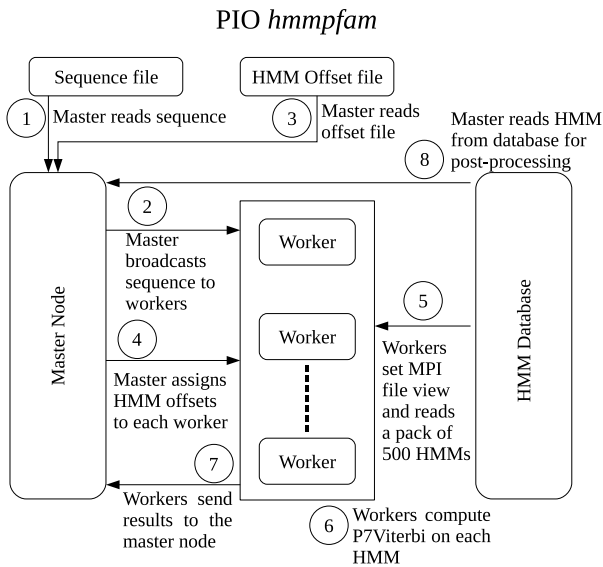 PIO hmmpfam
Sequence file
HMM Offset file
1
Master reads sequence
3
Master reads
offset file
Master reads HMM
from database for
post-processing
8
2
Master
broadcasts
sequence to
workers
Worker
5
Workers
set MPI
file view
and reads
a pack of
500 HMMs
Master Node
HMM Database
4
Master assigns
HMM offsets
to each worker
Worker
7
Workers send
results to the
master node
Worker
6
Workers compute
P7Viterbi on each
HMM